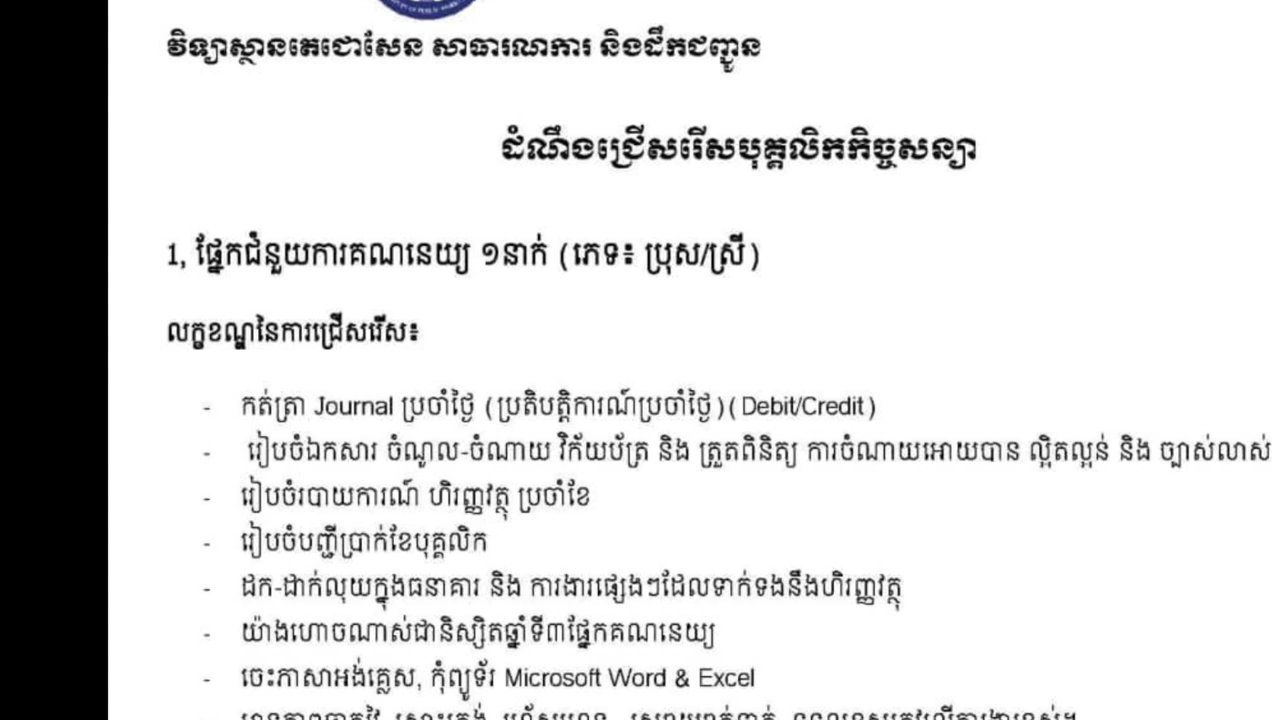 វិទ្យាស្ថានតេជោសែន សាធារណការ និងដឹកជញ្ជូន
ដំណឹងជ្រើសរើសបុគ្គលិកកិច្ចសន្យា
1, ផ្នែកជំនួយការគណនេយ្យ ១នាក់ (ភេទ៖ ប្រុស/ស្រី)
លក្ខខណ្ឌនៃការជ្រើសរើស៖
- កត់ត្រា Journal ប្រចាំថ្ងៃ (ប្រតិបត្តិការណ៍ប្រចាំថ្ងៃ)(Debit/Credit)
- រៀបចំឯកសារ ចំណូល-ចំណាយ វិក័យប័ត្រ និង ត្រួតពិនិត្យ ការចំណាយអោយបាន ល្អិតល្អន់ និង ច្បាស់លាស់
- រៀបចំរបាយការណ៍ ហិរញ្ញវត្ថុ ប្រចាំខែ
- រៀបចំបញ្ជីប្រាក់ខែបុគ្គលិក
- ដក-ដាក់លុយក្នុងធនាគារ និង ការងារផ្សេងៗដែលទាក់ទងនឹងហិរញ្ញវត្ថុ
- យ៉ាងហោចណាស់ជានិស្សិតឆ្នាំទី៣ផ្នែកគណនេយ្យ
- ចេះភាសាអង់គ្លេស, កុំព្យូទ័រ Microsoft Word & Excel